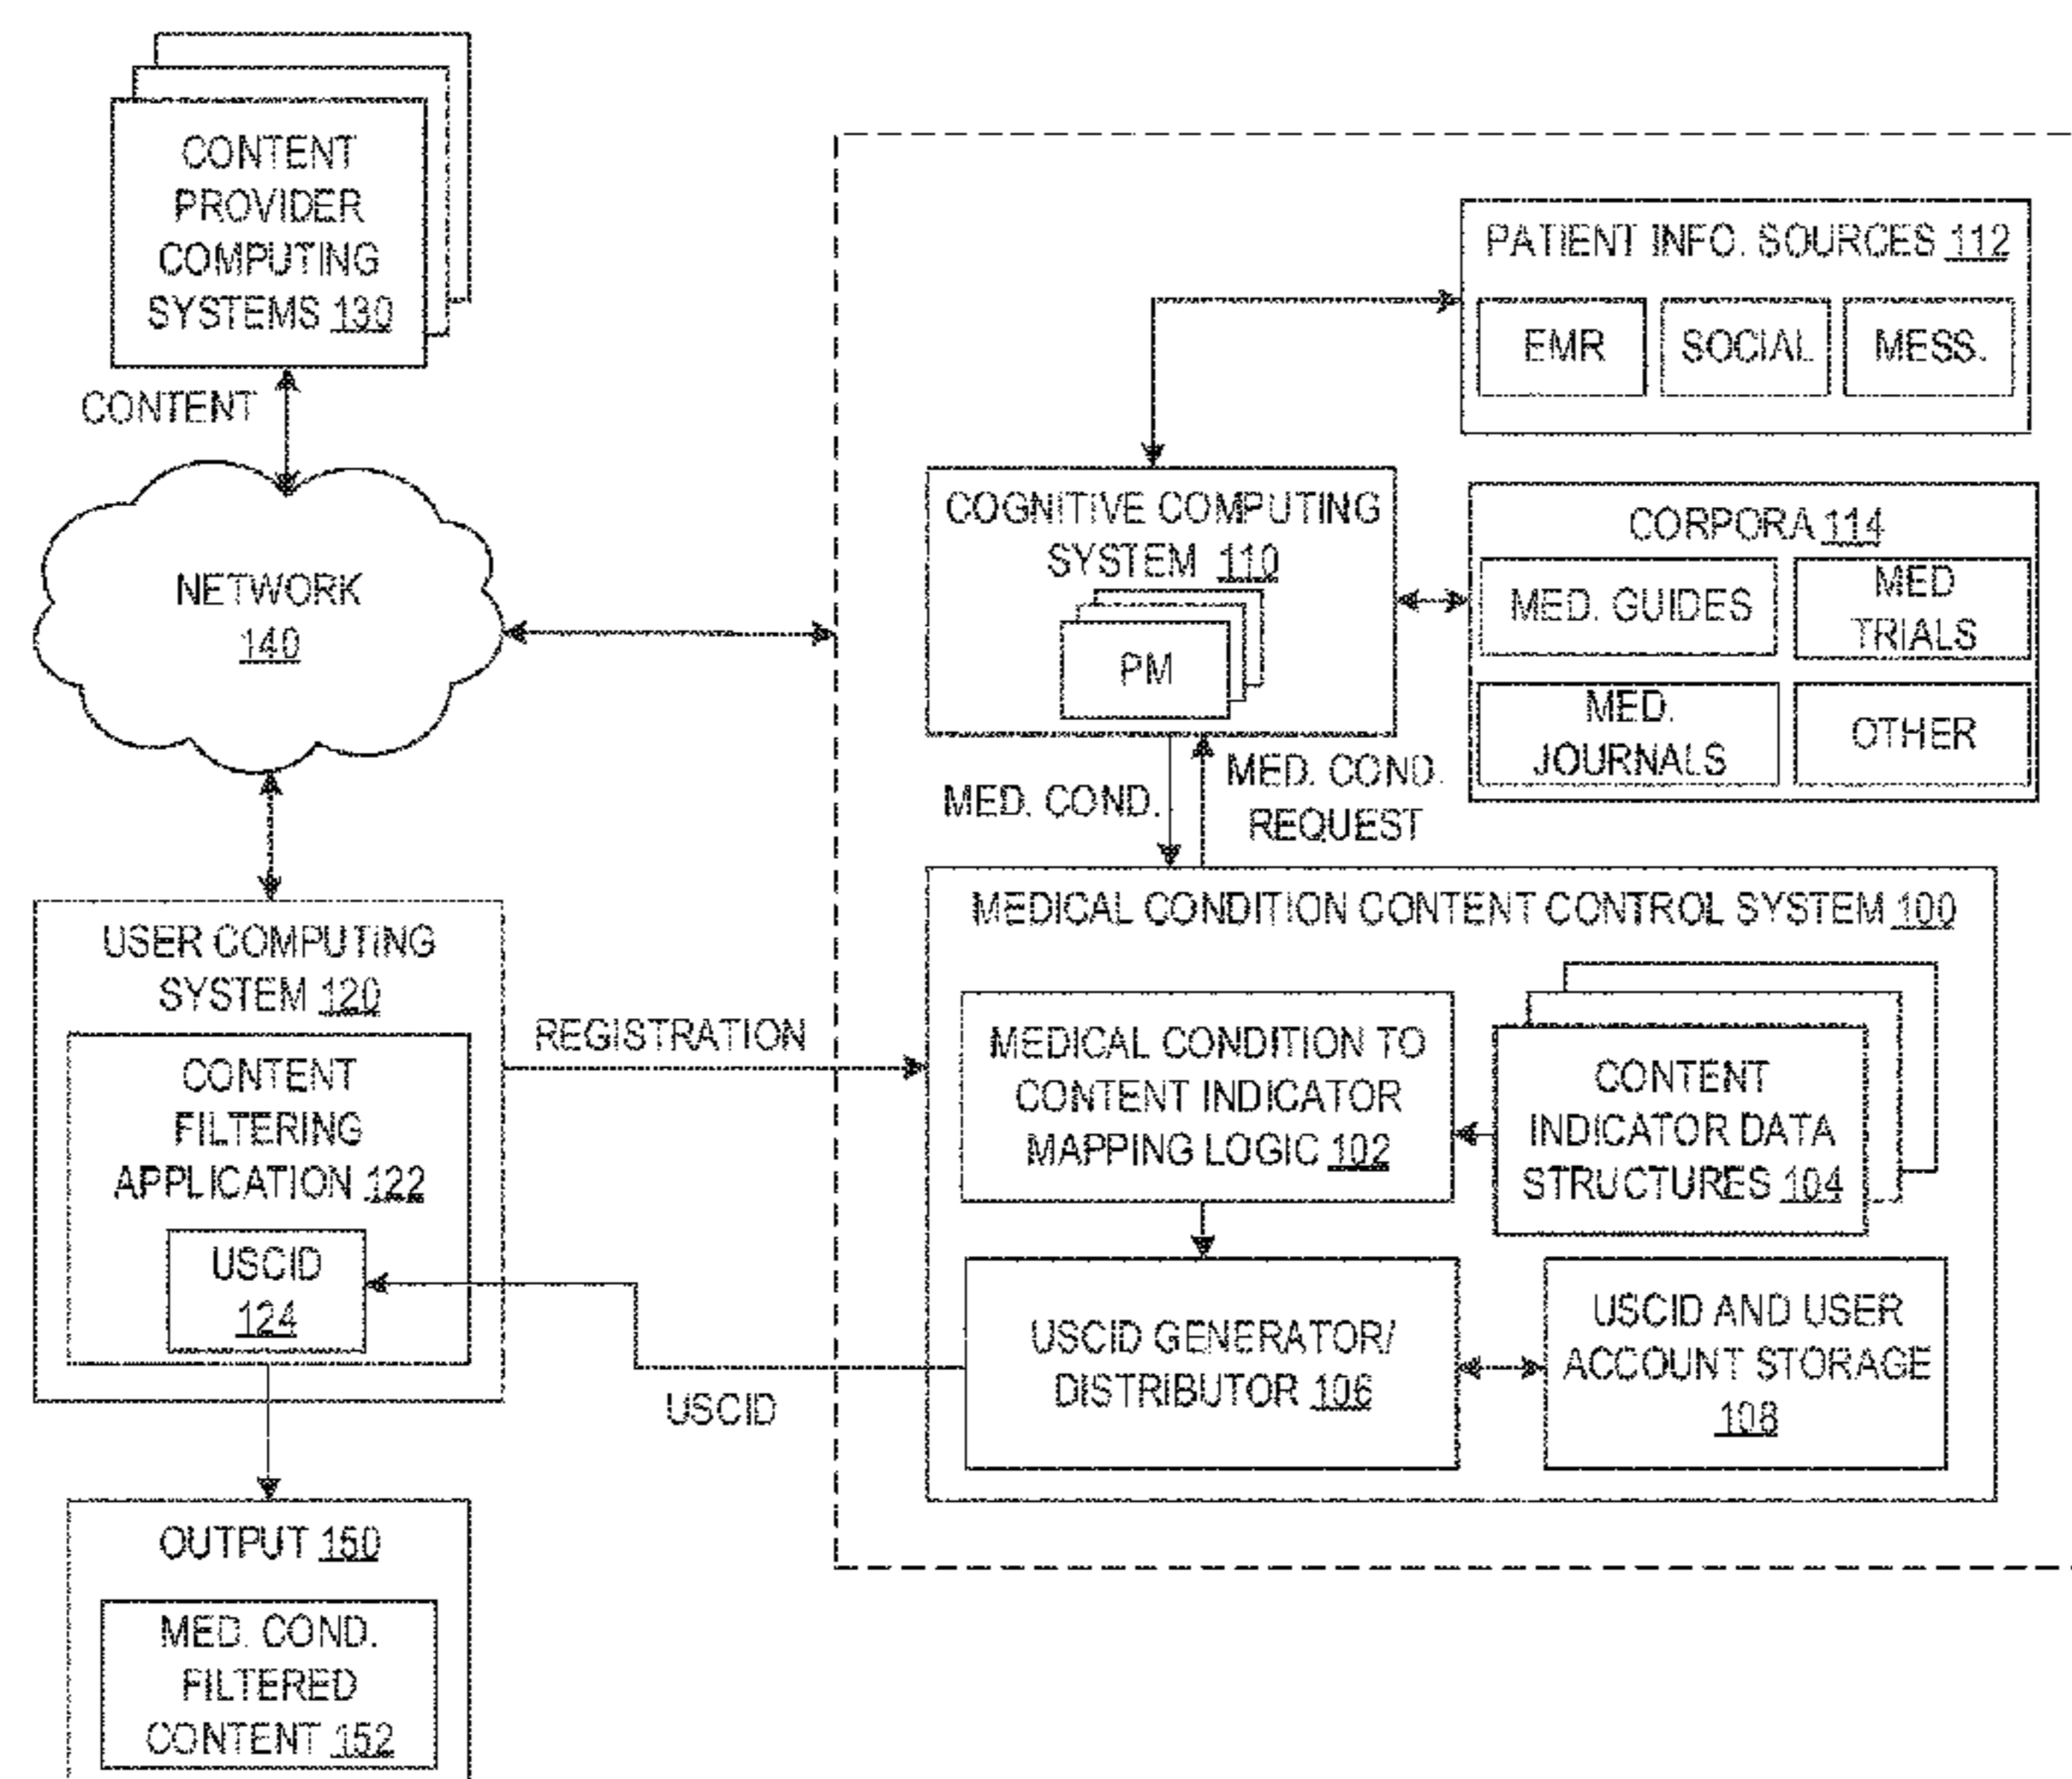 CONTENT
PROVIDER
COMPUTING
SYSTEMS 130
CONTENT
NETWORK
140
USER COMPUTING
SYSTEM 120
CONTENT
FILTERING
APPLICATION 122
USCID
124
OUTPUT 150
MED. COND.
FILTERED
CONTENT 152
REGISTRATION
USCID
PATIENT INFO. SOURCES 112
EMR
SOCIAL
MESS.
COGNITIVE COMPUTING
SYSTEM 110
PM
CORPORA 114
MED. GUIDES
MED
TRIALS
MED.
JOURNALS
OTHER
MED. COND.
MED. COND.
REQUEST
MEDICAL CONDITION CONTENT CONTROL SYSTEM 100
MEDICAL CONDITION TO
CONTENT INDICATOR
MAPPING LOGIC 102
CONTENT
INDICATOR DATA
STRUCTURES 104
USCID GENERATOR/
DISTRIBUTOR 106
USCID AND USER
ACCOUNT STORAGE
108